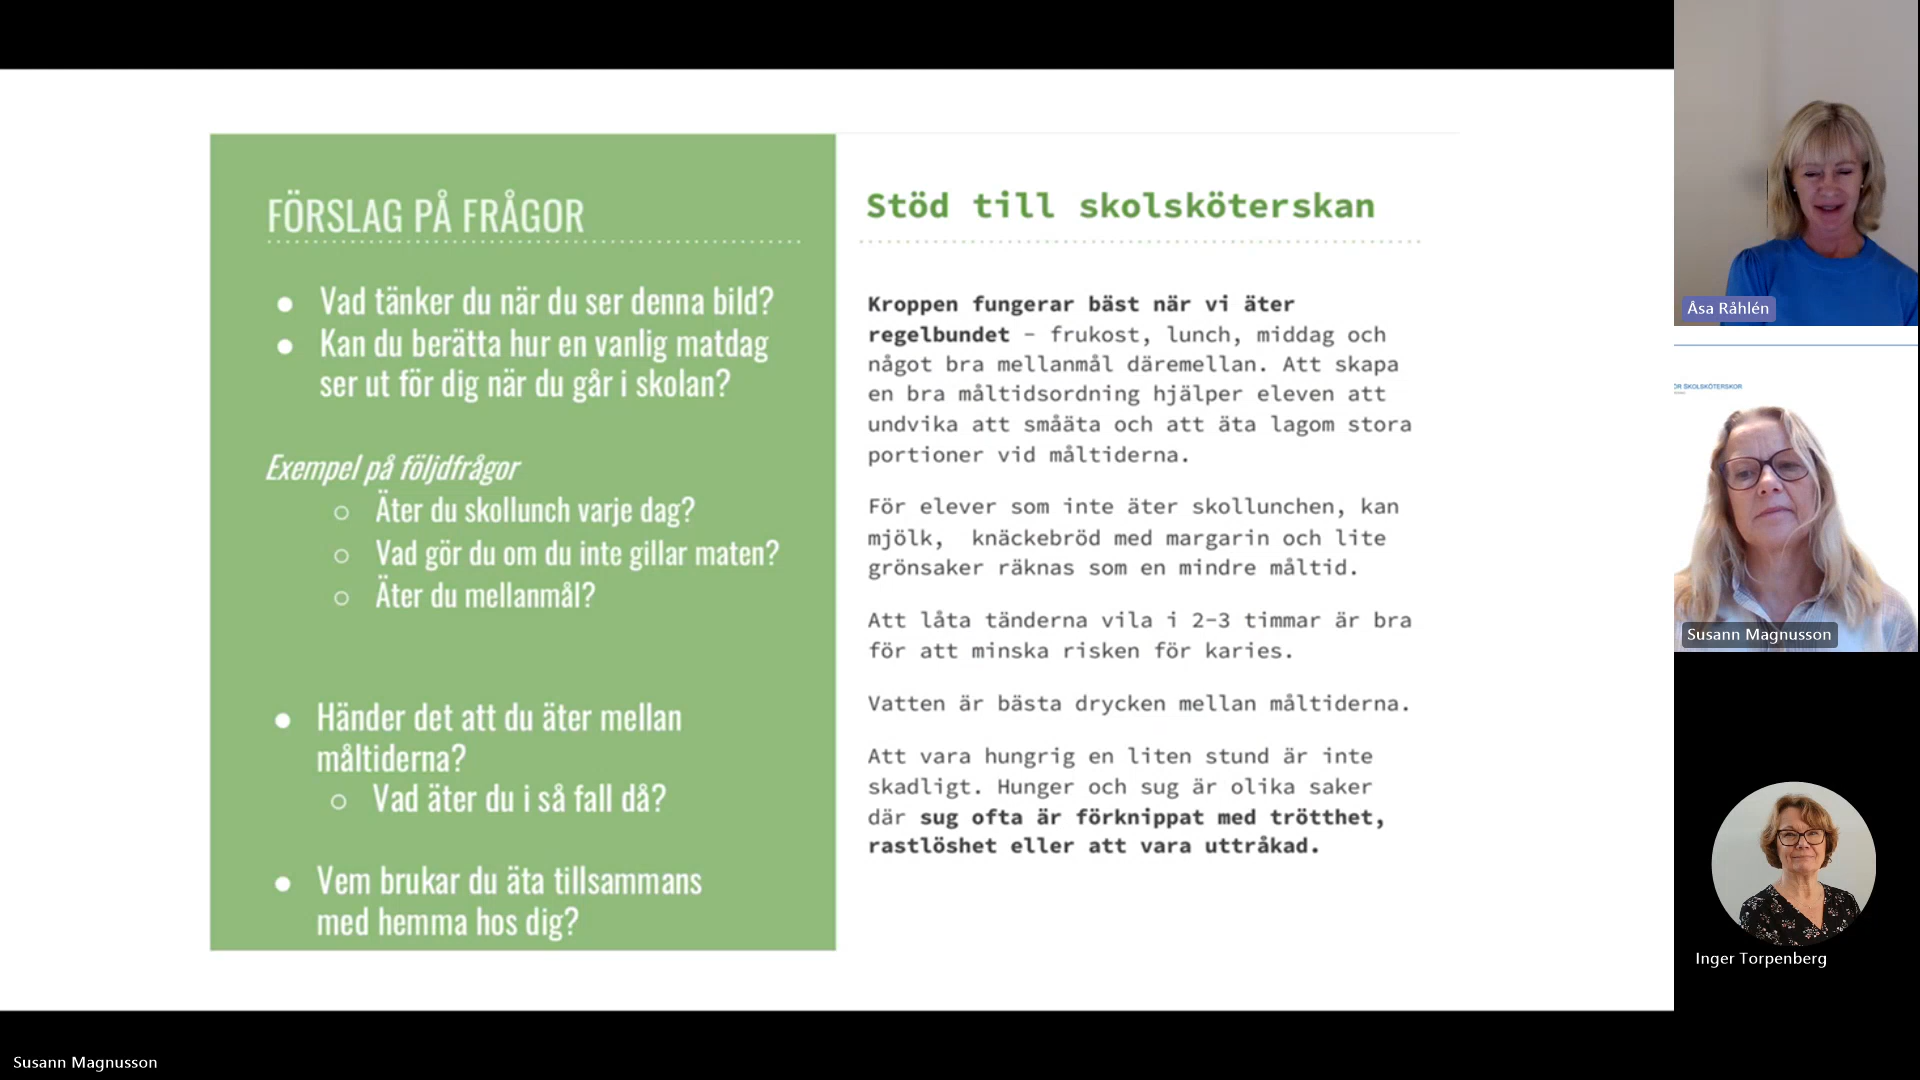 FÖRSLAG PÅ FRÅGOR
● Vad tänker du när du ser denna bild?
● Kan du berätta hur en vanlig matdag
ser ut för dig när du går i skolan?
Exempel på följdfrågor
○ Äter du skollunch varje dag?
○ Vad gör du om du inte gillar maten?
○ Äter du mellanmål?
● Händer det att du äter mellan
måltiderna?
○ Vad äter du i så fall då?
● Vem brukar du äta tillsammans
med hemma hos dig?
Stöd till skolsköterskan
Kroppen fungerar bäst när vi äter
regelbundet – frukost, lunch, middag och
något bra mellanmål däremellan. Att skapa
en bra måltidsordning hjälper eleven att
undvika att småäta och att äta lagom stora
portioner vid måltiderna.
För elever som inte äter skollunchen, kan
mjölk,  knäckebröd med margarin och lite
grönsaker räknas som en mindre måltid.
Att låta tänderna vila i 2-3 timmar är bra
för att minska risken för karies.
Vatten är bästa drycken mellan måltiderna.
Att vara hungrig en liten stund är inte
skadligt. Hunger och sug är olika saker
där sug ofta är förknippat med trötthet,
rastlöshet eller att vara uttråkad.
Åsa Råhlén
ÖR SKOLSKÖTERSKOR
Susann Magnusson
Inger Torpenberg
Susann Magnusson